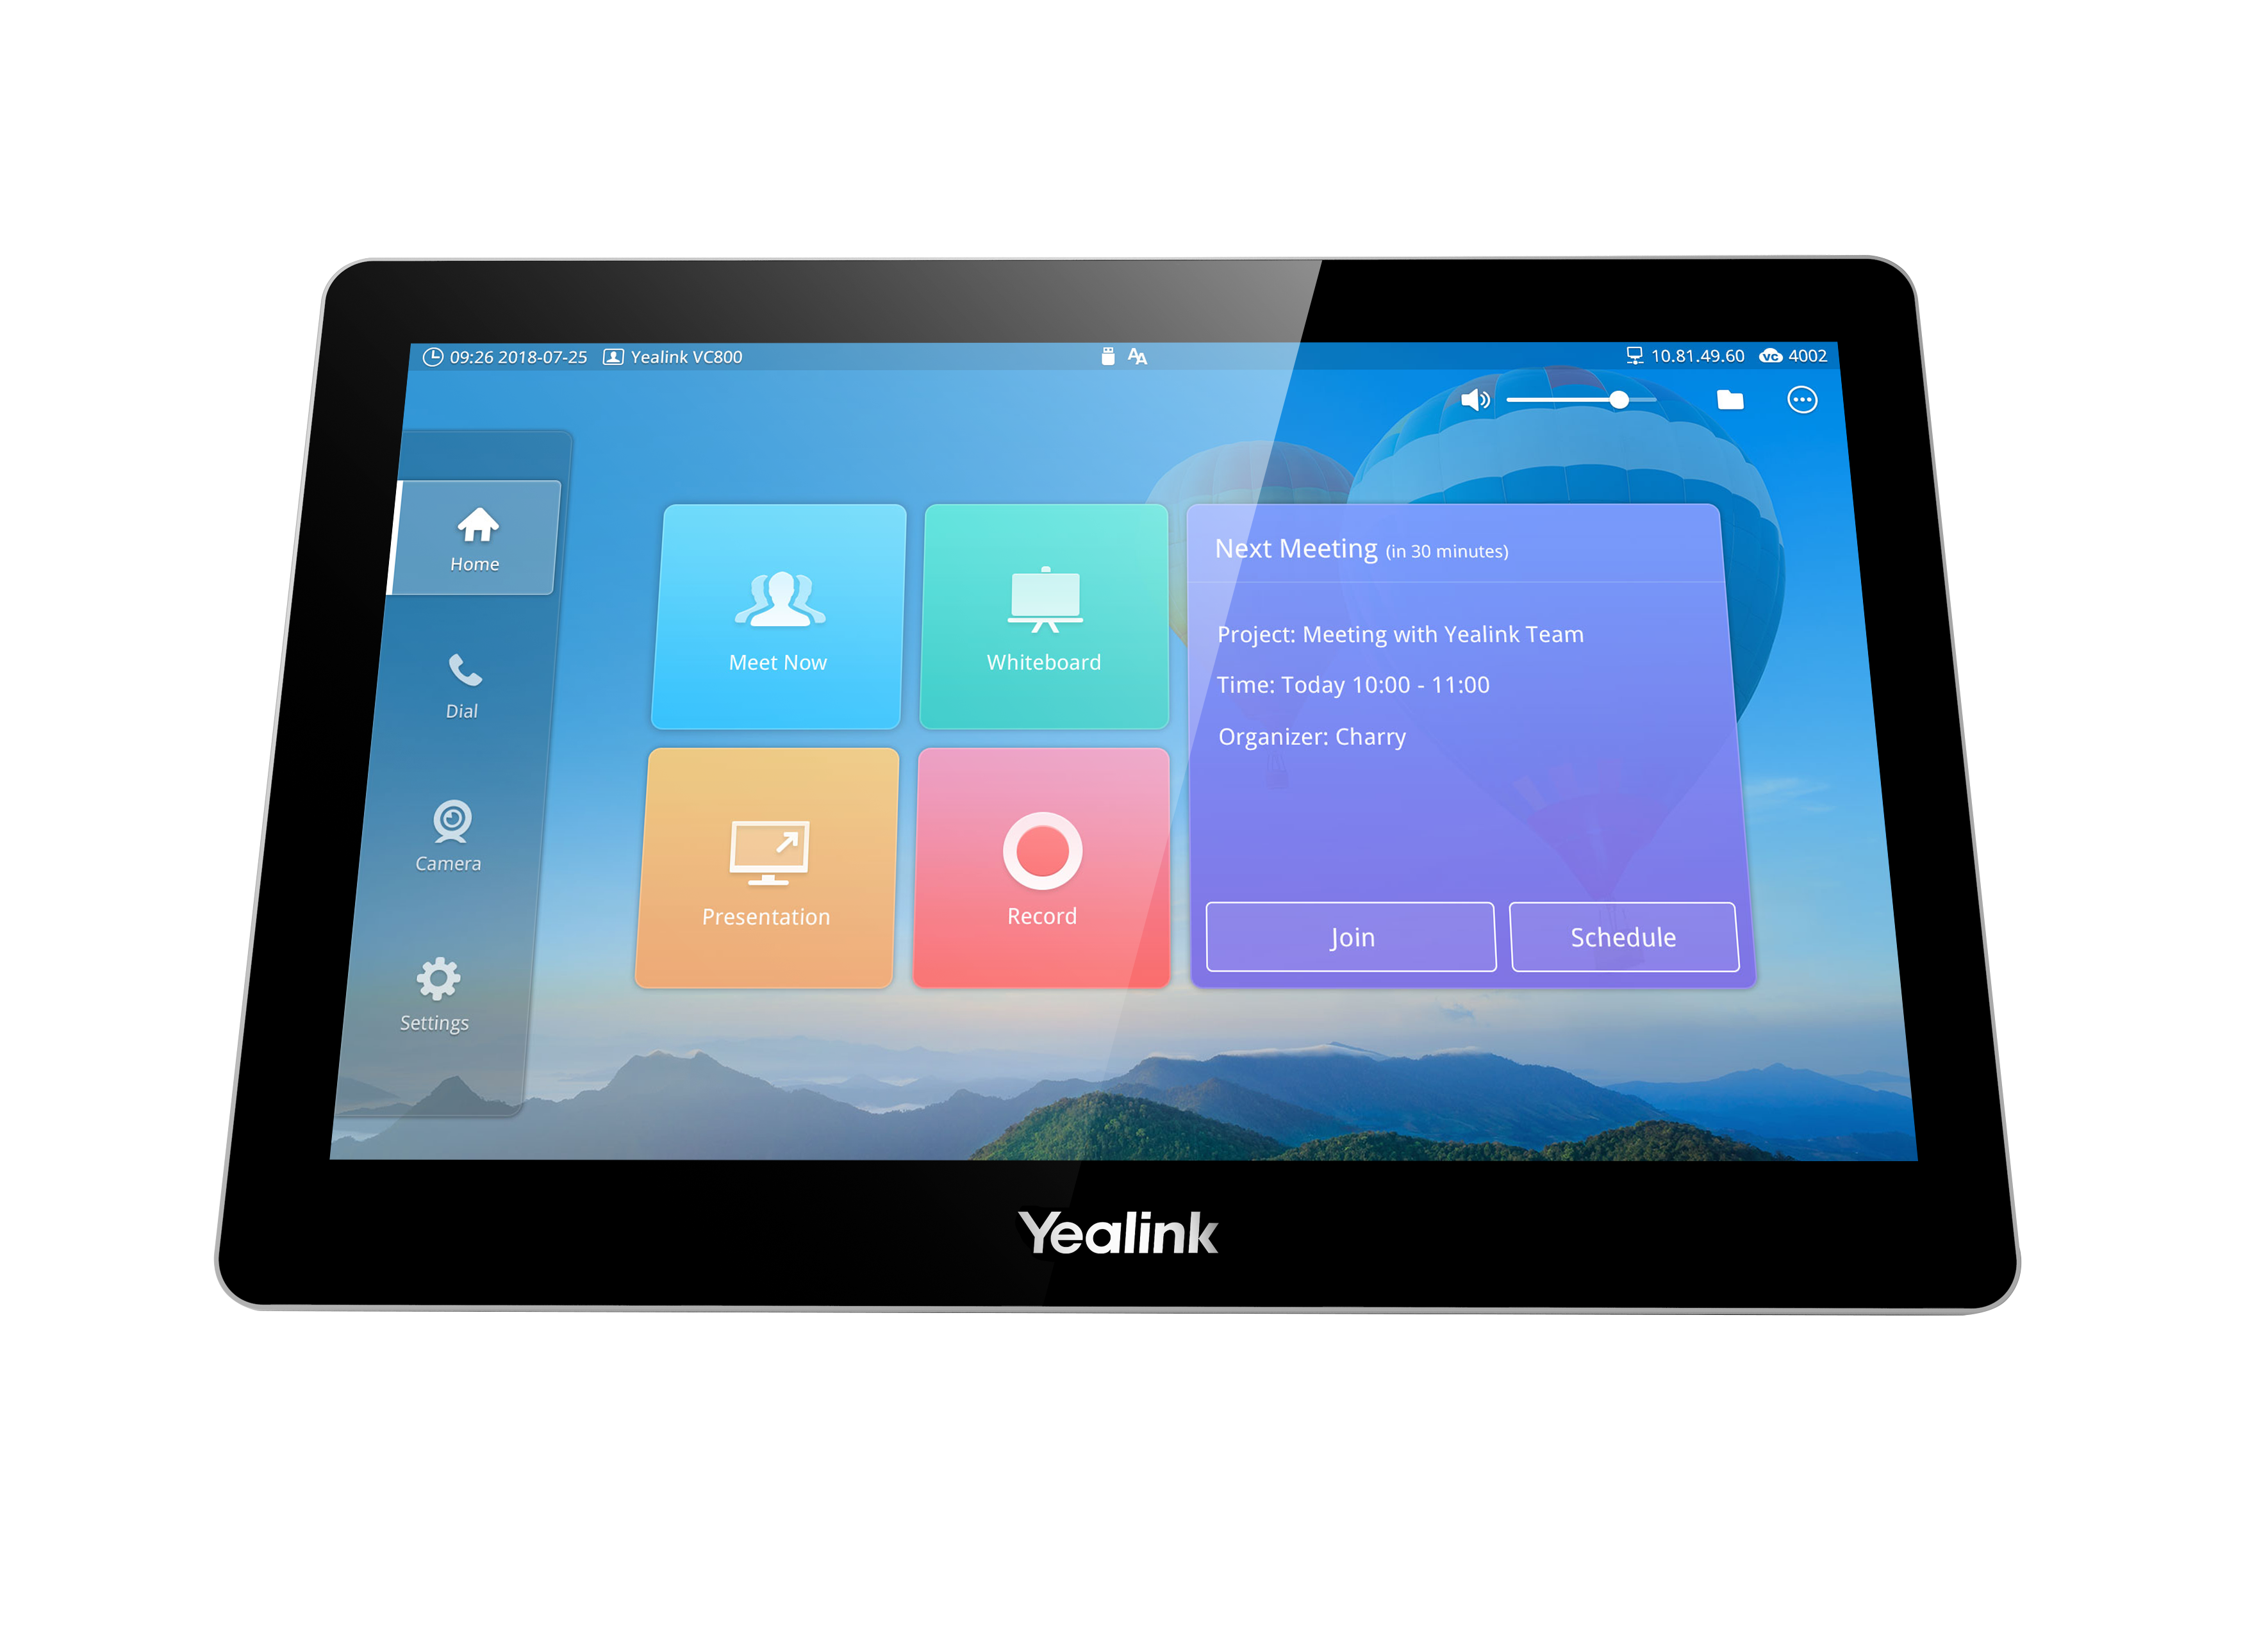 09:26 2018-07-25 Yealink VC800
10.81.49.60 VC 4002
Home
Dial
Camera
Settings
Meet Now
Whiteboard
Presentation
Record
Next Meeting (in 30 minutes)
Project: Meeting with Yealink Team
Time: Today 10:00 - 11:00
Organizer: Charry
Join
Schedule
Yealink